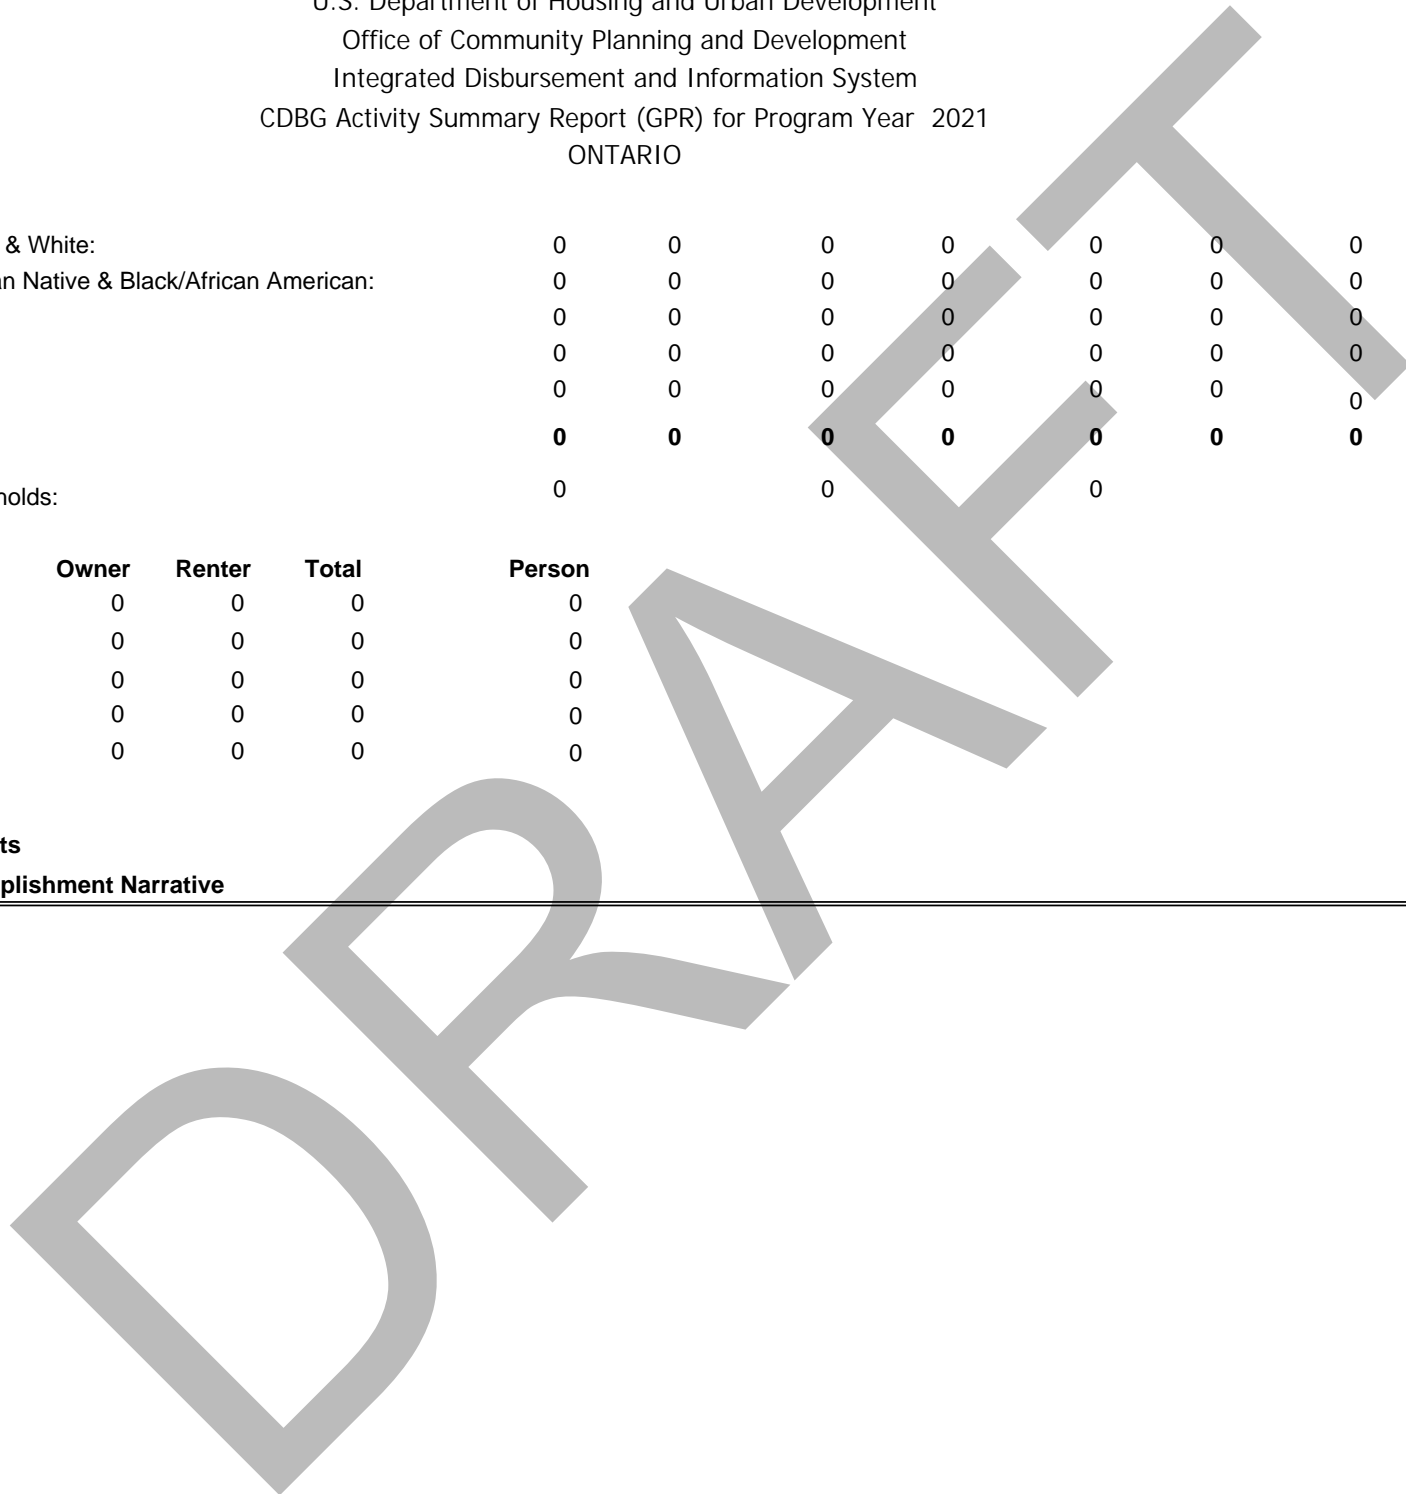 U.S. Department of Housing and Urban Development
Office of Community Planning and Development
Integrated Disbursement and Information System
CDBG Activity Summary Report (GPR) for Program Year 2021
ONTARIO
& White: 0 0 0 0 0 0 0
an Native & Black/African American: 0 0 0 0 0 0 0
0 0 0 0 0 0 0
0 0 0 0 0 0 0
0 0 0 0 0 0 0
0 0 0 0 0 0 0
holds: 0 0 0
Owner Renter Total Person
0 0 0 0
0 0 0 0
0 0 0 0
0 0 0 0
0 0 0 0
ts
plishment Narrative
DRAFT